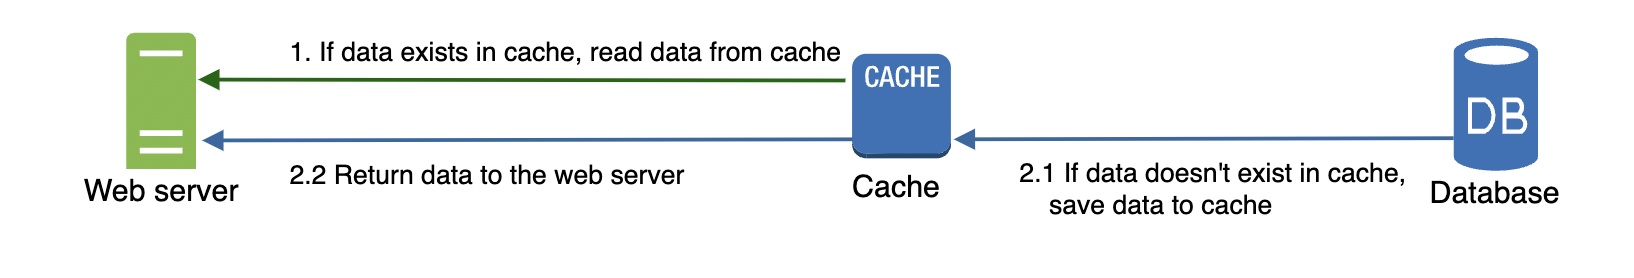 1. If data exists in cache, read data from cache
CACHE
DB
2.2 Return data to the web server
2.1 If data doesn't exist in cache,
save data to cache
Web server
Cache
Database